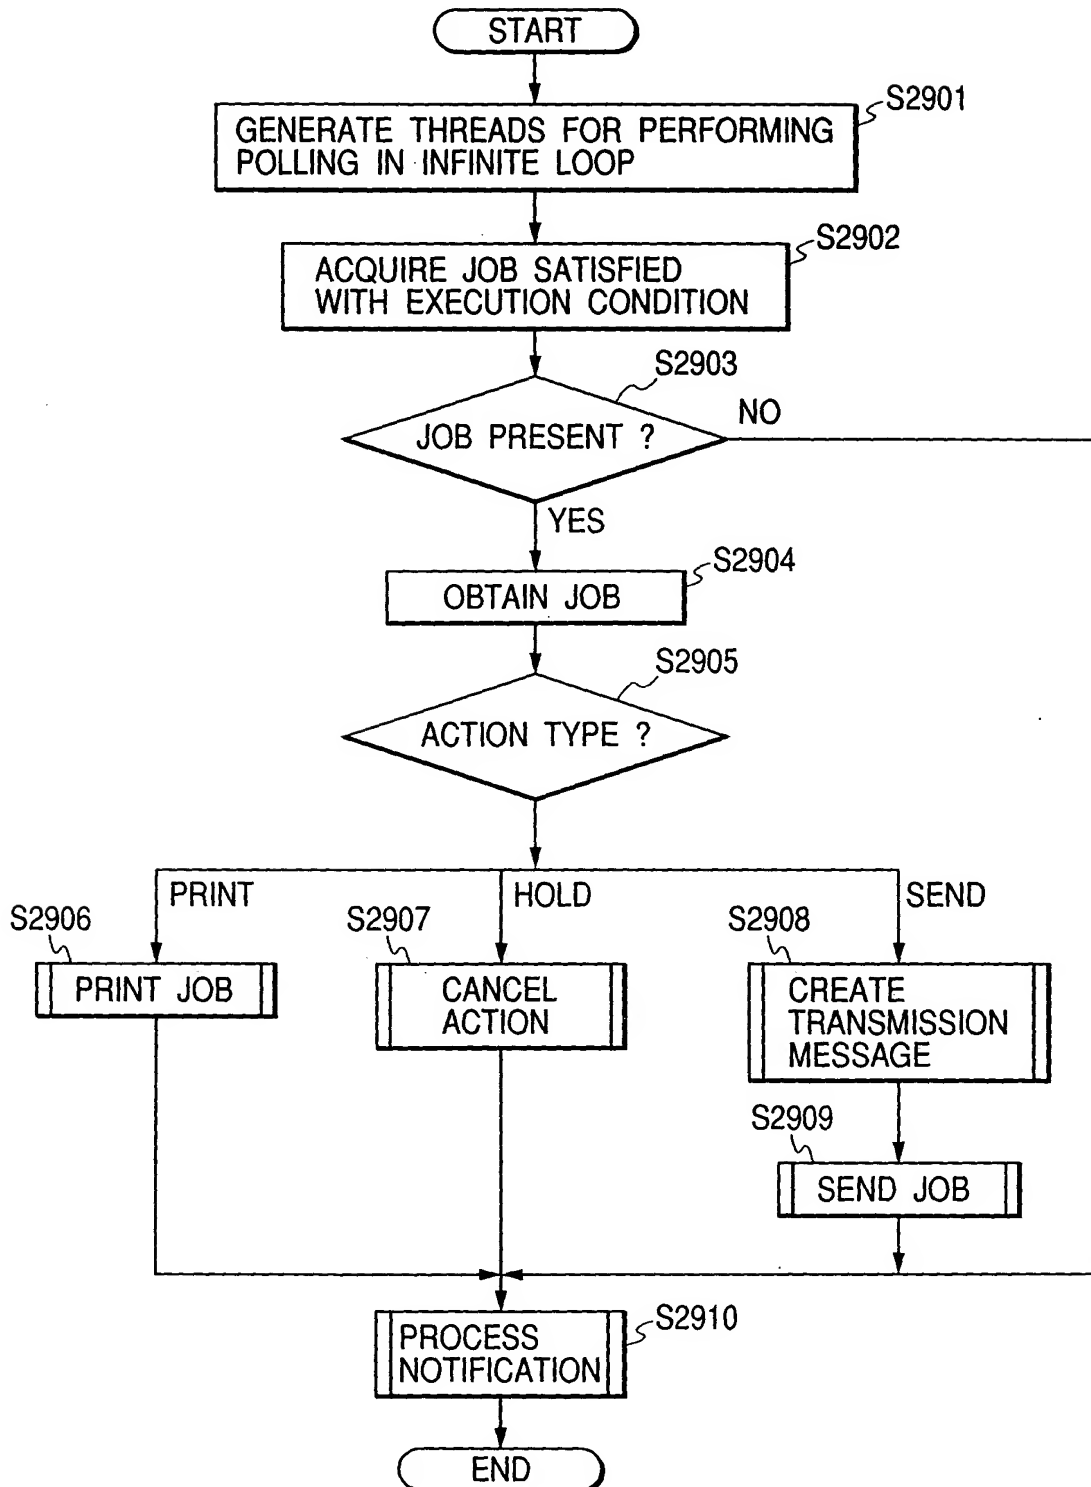 START
S2901
GENERATE THREADS FOR PERFORMING
POLLING IN INFINITE LOOP
S2902
ACQUIRE JOB SATISFIED
WITH EXECUTION CONDITION
S2903
NO
JOB PRESENT ?
YES
S2904
OBTAIN JOB
S2905
ACTION TYPE ?
PRINT
HOLD
SEND
S2906
S2907
S2908
PRINT JOB
CANCEL
ACTION
CREATE
TRANSMISSION
MESSAGE
S2909
SEND JOB
S2910
PROCESS
NOTIFICATION
END